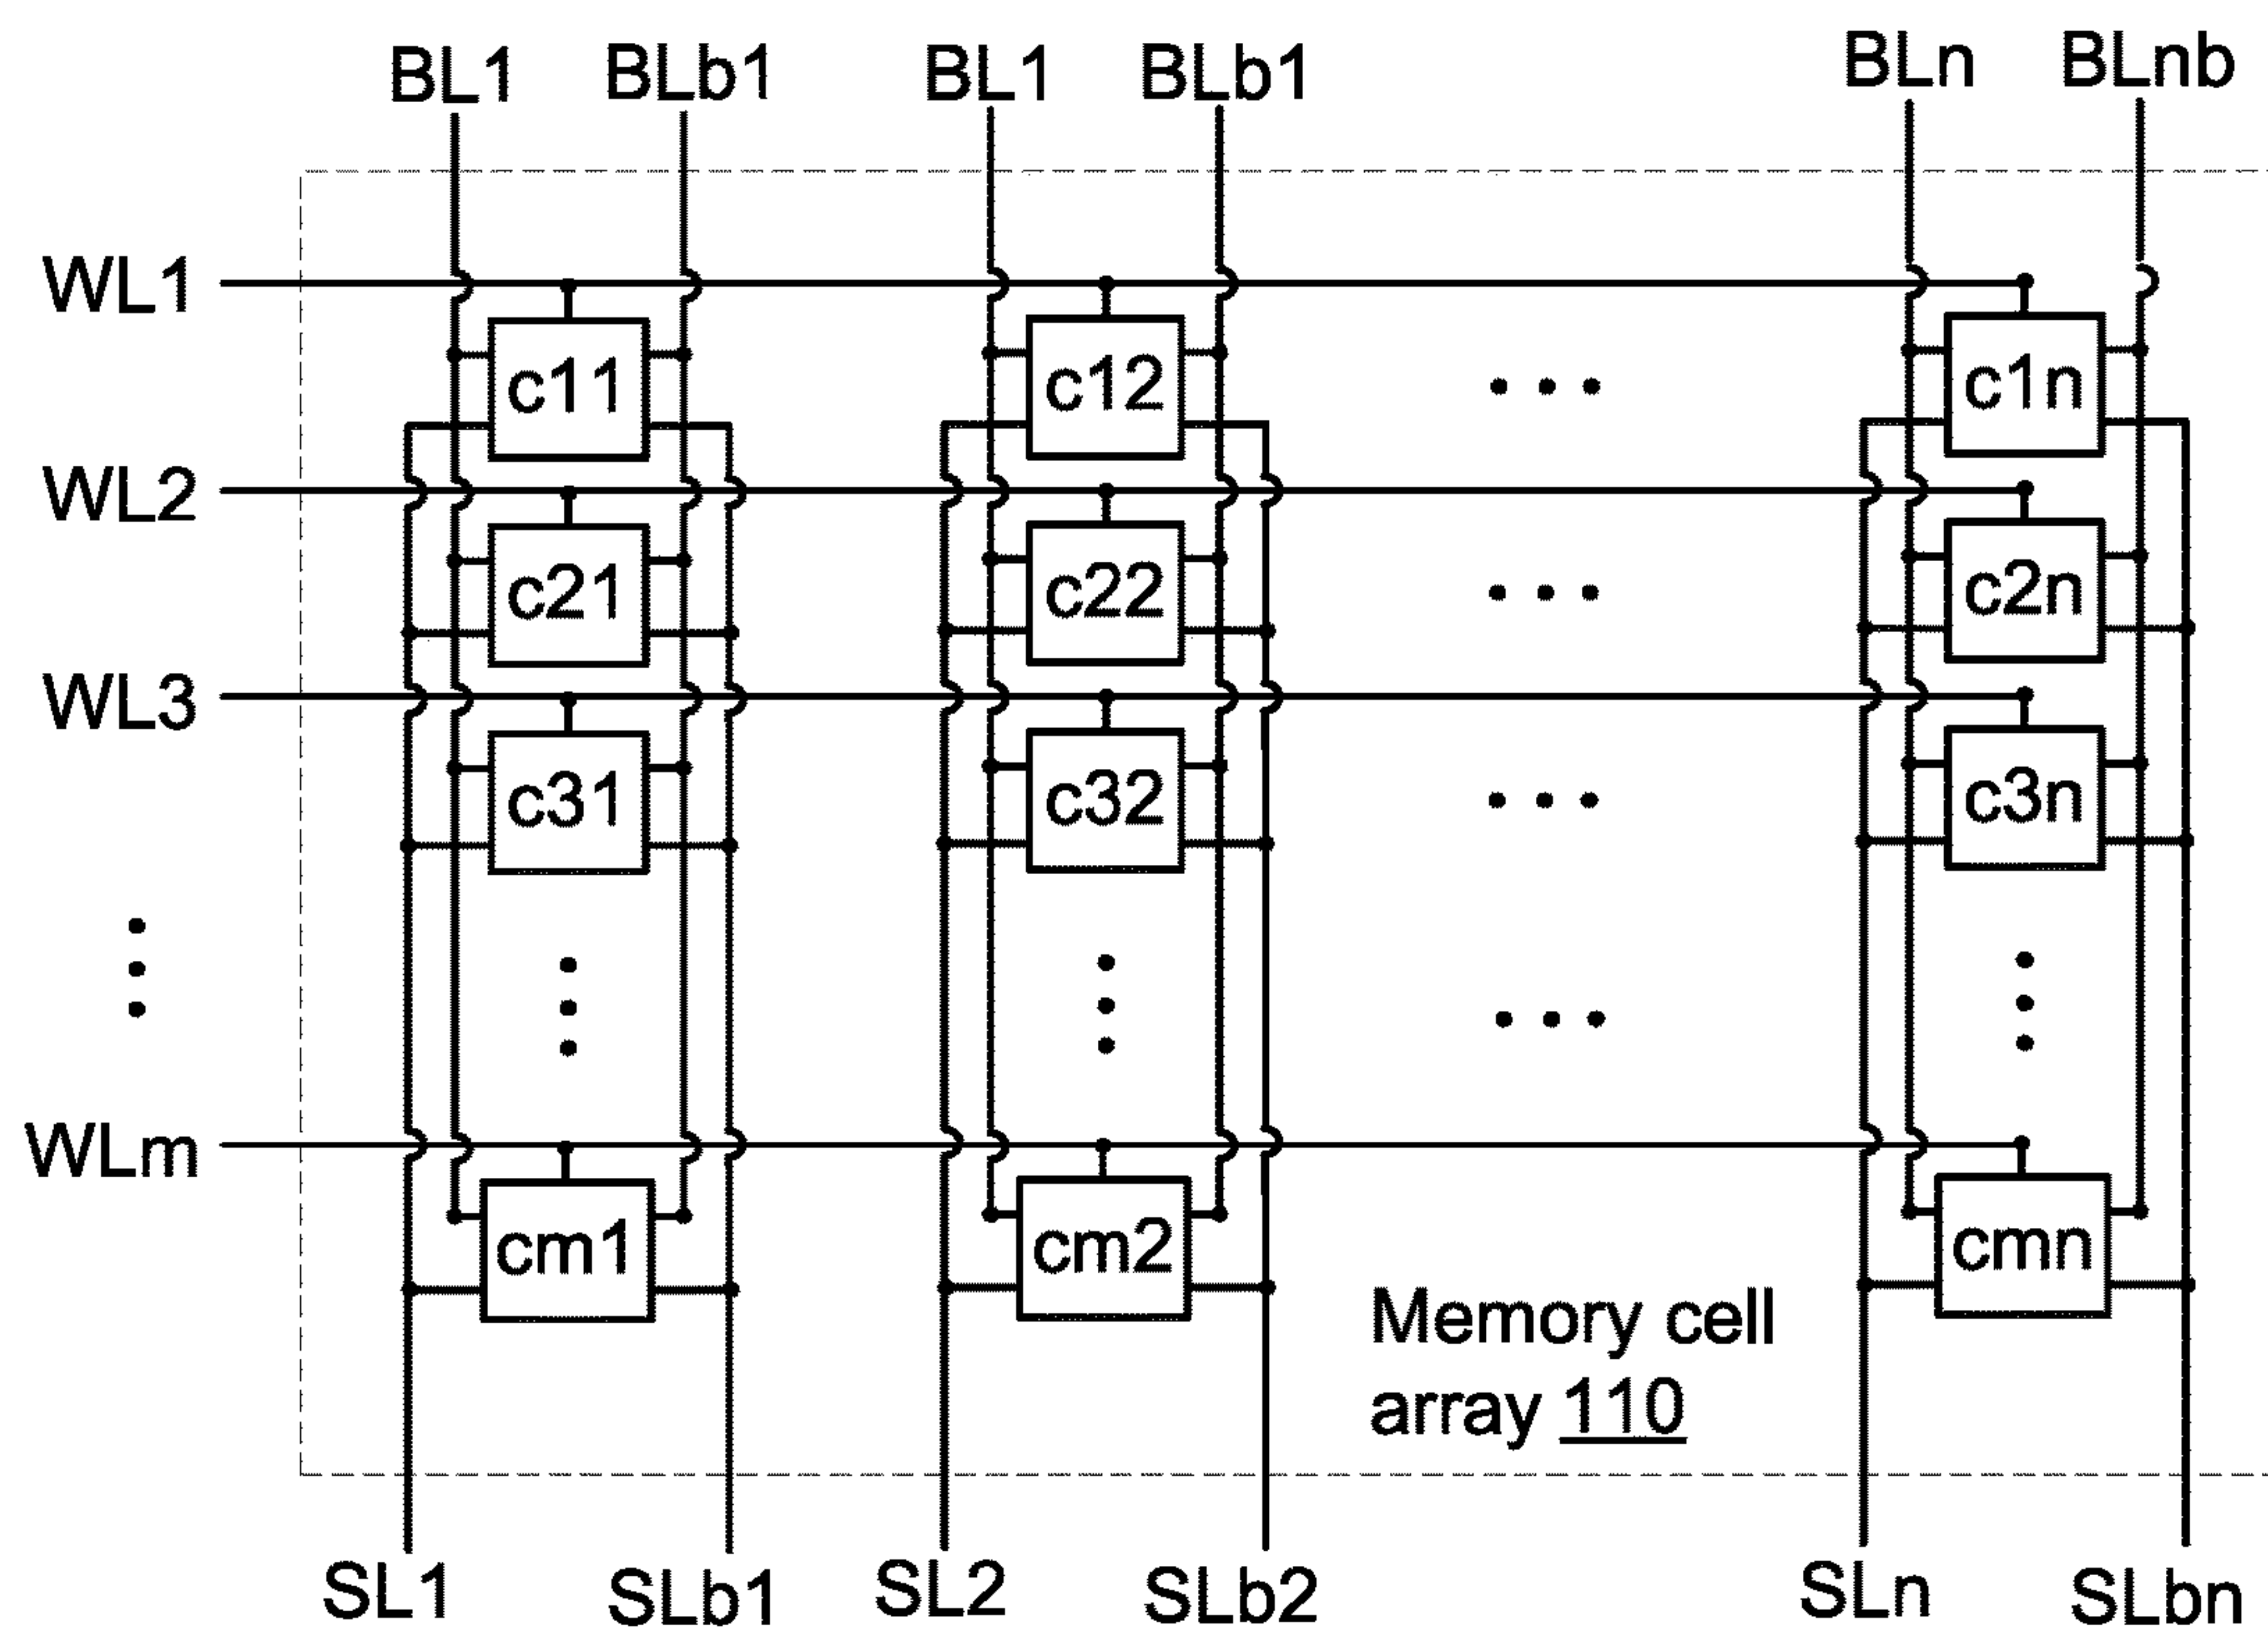 BL1 BLb1 BL1 BLb1 BLn BLnb
WL1
c11 c12 c1n
WL2
c21 c22 c2n
WL3
c31 c32 c3n
WLm
cm1 cm2 cmn
Memory cell
array 110
SL1 SLb1 SL2 SLb2 SLn SLbn